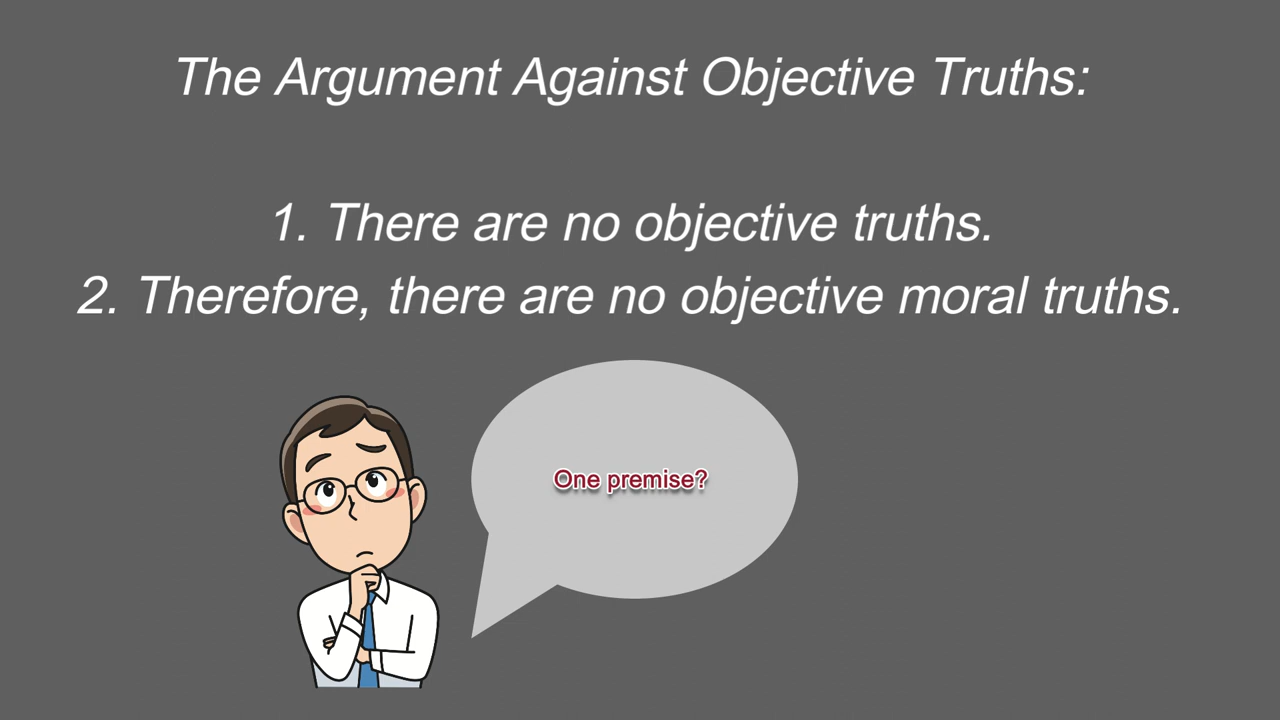 The Argument Against Objective Truths:
1. There are no objective truths.
2. Therefore, there are no objective moral truths.
One premise?